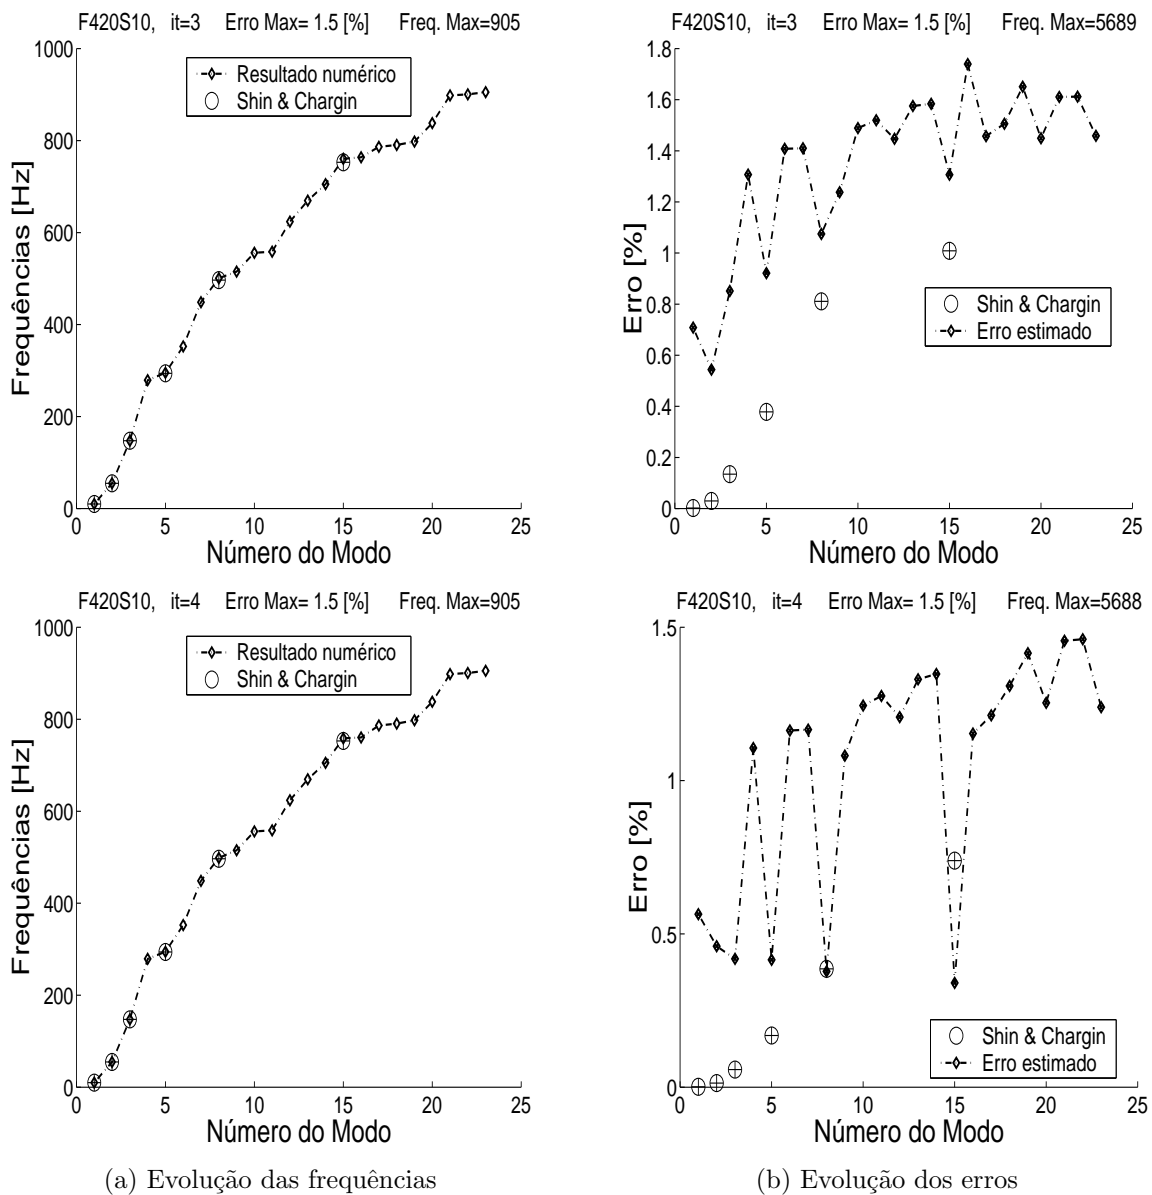 F420S10, it=3 Erro Max= 1.5 [%] Freq. Max=905
1000
800
600
400
200
0
Frequências [Hz]
Resultado numérico
Shin & Chargin
0 5 10 15 20 25
Número do Modo
F420S10, it=3 Erro Max= 1.5 [%] Freq. Max=5689
1.8
1.6
1.4
1.2
1
0.8
0.6
0.4
0.2
0
Erro [%]
Shin & Chargin
Erro estimado
0 5 10 15 20 25
Número do Modo
F420S10, it=4 Erro Max= 1.5 [%] Freq. Max=905
1000
800
600
400
200
0
Frequências [Hz]
Resultado numérico
Shin & Chargin
0 5 10 15 20 25
Número do Modo
F420S10, it=4 Erro Max= 1.5 [%] Freq. Max=5688
1.5
1
0.5
0
Erro [%]
Shin & Chargin
Erro estimado
0 5 10 15 20 25
Número do Modo
(a) Evolução das frequências
(b) Evolução dos erros